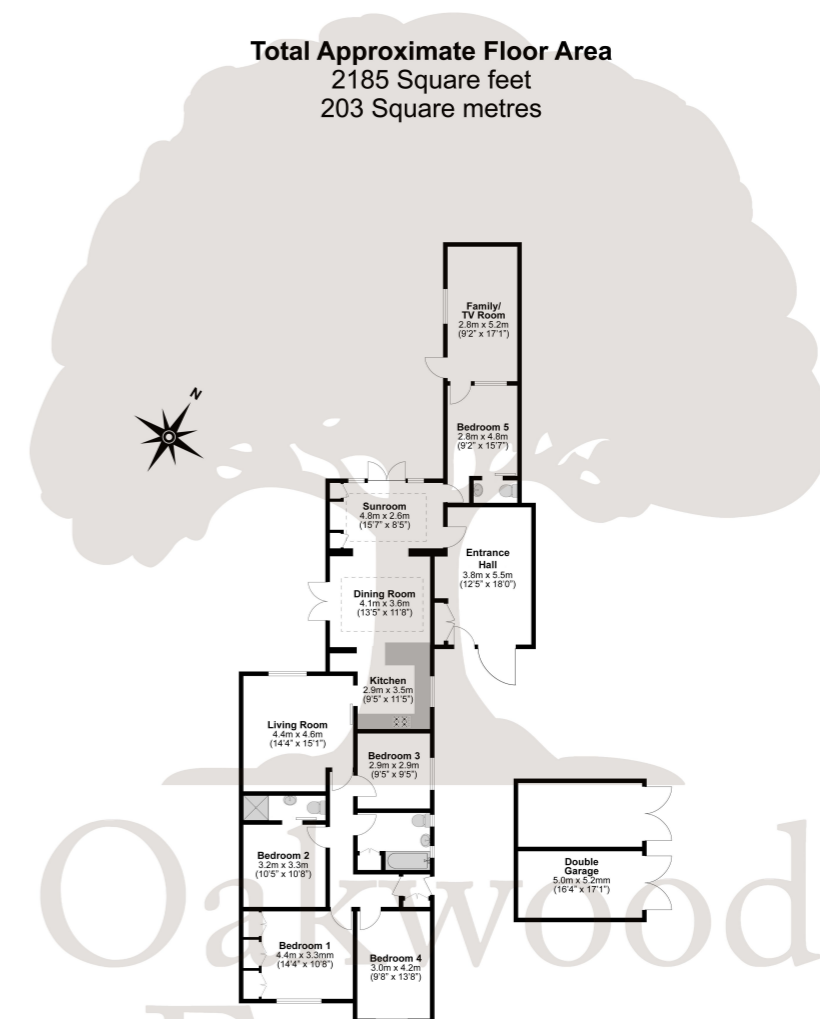 Total Approximate Floor Area
2185 Square feet
203 Square metres
Family/
TV Room
2.8m x 5.2m
(9'2" x 17'1")
N
Bedroom 5
2.8m x 4.8m
(9'2" x 15'7")
Sunroom
4.8m x 2.6m
(15'7" x 8'5")
Entrance
Hall
3.8m x 5.5m
(12'5" x 18'0")
Dining Room
4.1m x 3.6m
(13'5" x 11'8")
Kitchen
2.9m x 3.5m
(9'5" x 11'5")
Living Room
4.4m x 4.6m
(14'4" x 15'1")
Bedroom 3
2.9m x 2.9m
(9'5" x 9'5")
Bedroom 2
3.2m x 3.3m
(10'5" x 10'8")
Double
Garage
5.0m x 5.2mm
(16'4" x 17'1")
Bedroom 1
4.4m x 3.3mm
(14'4" x 10'8")
Bedroom 4
3.0m x 4.2m
(9'8" x 13'8")
Oakwood